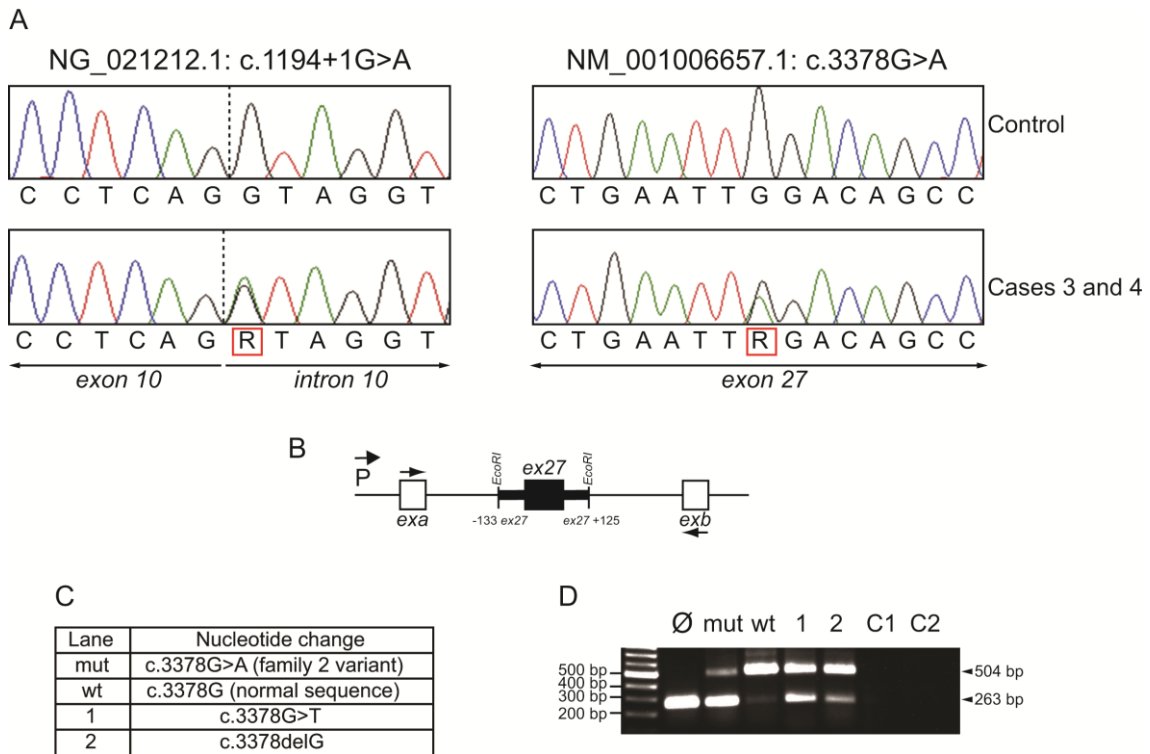 A
NG_021212.1: c.1194+1G>A
NM_001006657.1: c.3378G>A
Control
C C T C A G G T A G G T
C T G A A T T G G A C A G C C
Cases 3 and 4
C C T C A G R T A G G T
C T G A A T T R G A C A G C C
exon 10
intron 10
exon 27
B
P
exa
EcoRI
ex27
EcoRI
exb
-133 ex27
ex27 +125
C
Lane Nucleotide change
mut c.3378G>A (family 2 variant)
wt c.3378G (normal sequence)
1 c.3378G>T
2 c.3378delG
D
Ø mut wt 1 2 C1 C2
500 bp
400 bp
300 bp
200 bp
504 bp
263 bp